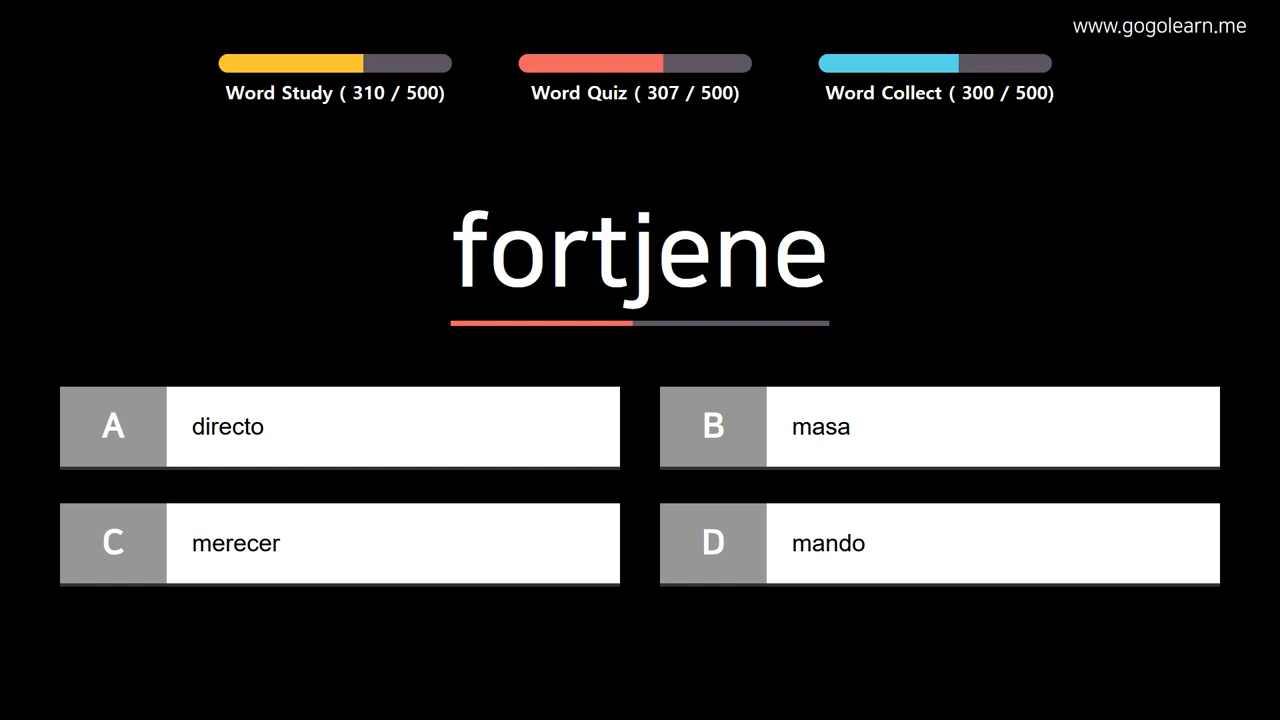 www.gogolearn.me
Word Study ( 310 / 500)
Word Quiz ( 307 / 500)
Word Collect ( 300 / 500)
fortjene
A directo
B masa
C merecer
D mando